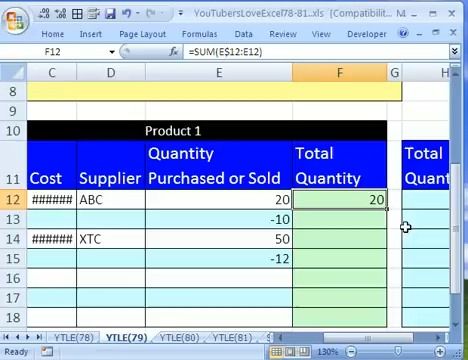 YouTubersLoveExcel78-81...xls [Compatibilit...
Home Insert Page Layout Formulas Data Review View Developer
F12 =SUM(E$12:E12)
C D E F G H
8
9
10 Product 1
11 Cost Supplier Quantity Purchased or Sold Total Quantity Total Quant
12 ###### ABC 20 20
13 -10
14 ###### XTC 50
15 -12
16
17
18
YTLE(78) YTLE(79) YTLE(80) YTLE(81)
Ready 130%